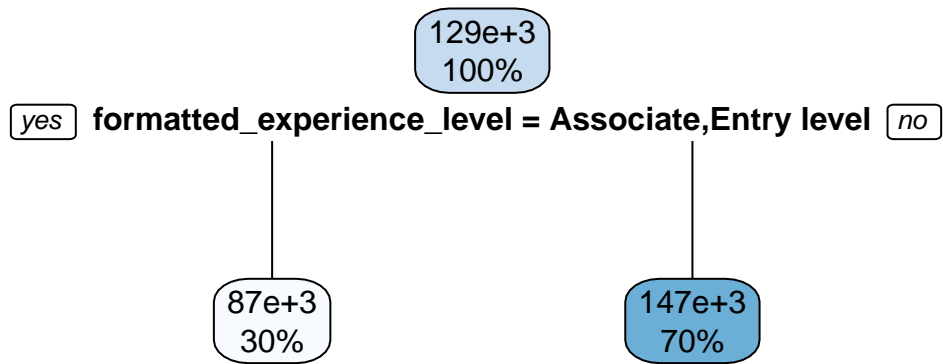 129e+3
100%
yes formatted_experience_level = Associate,Entry level no
87e+3
30%
147e+3
70%